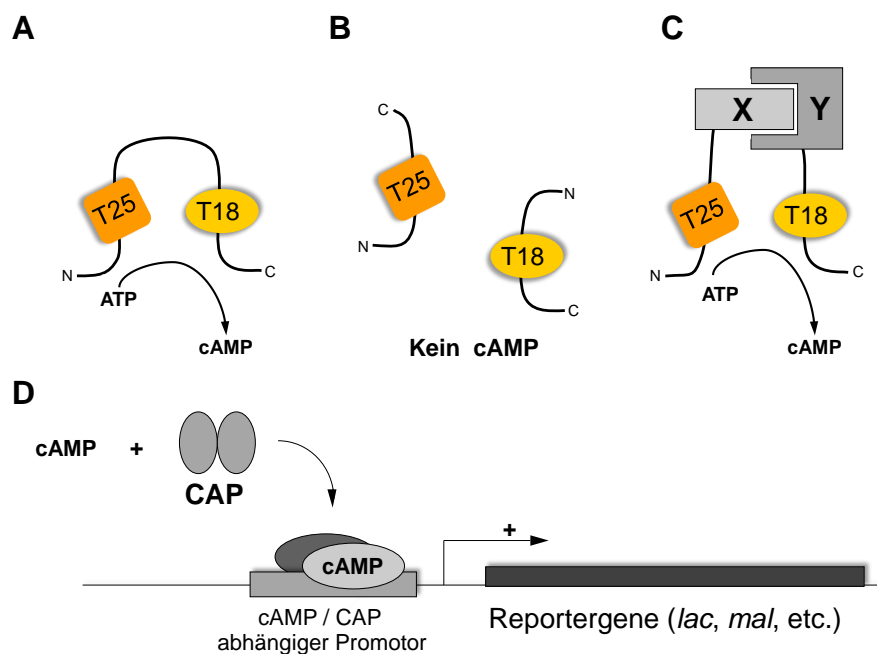 A
T25
T18
N
C
ATP
cAMP
B
C
T25
N
N
T18
C
Kein cAMP
C
X
Y
T25
T18
N
C
ATP
cAMP
D
cAMP + CAP
+
cAMP
cAMP / CAP
abhängiger Promotor
Reportergene (lac, mal, etc.)